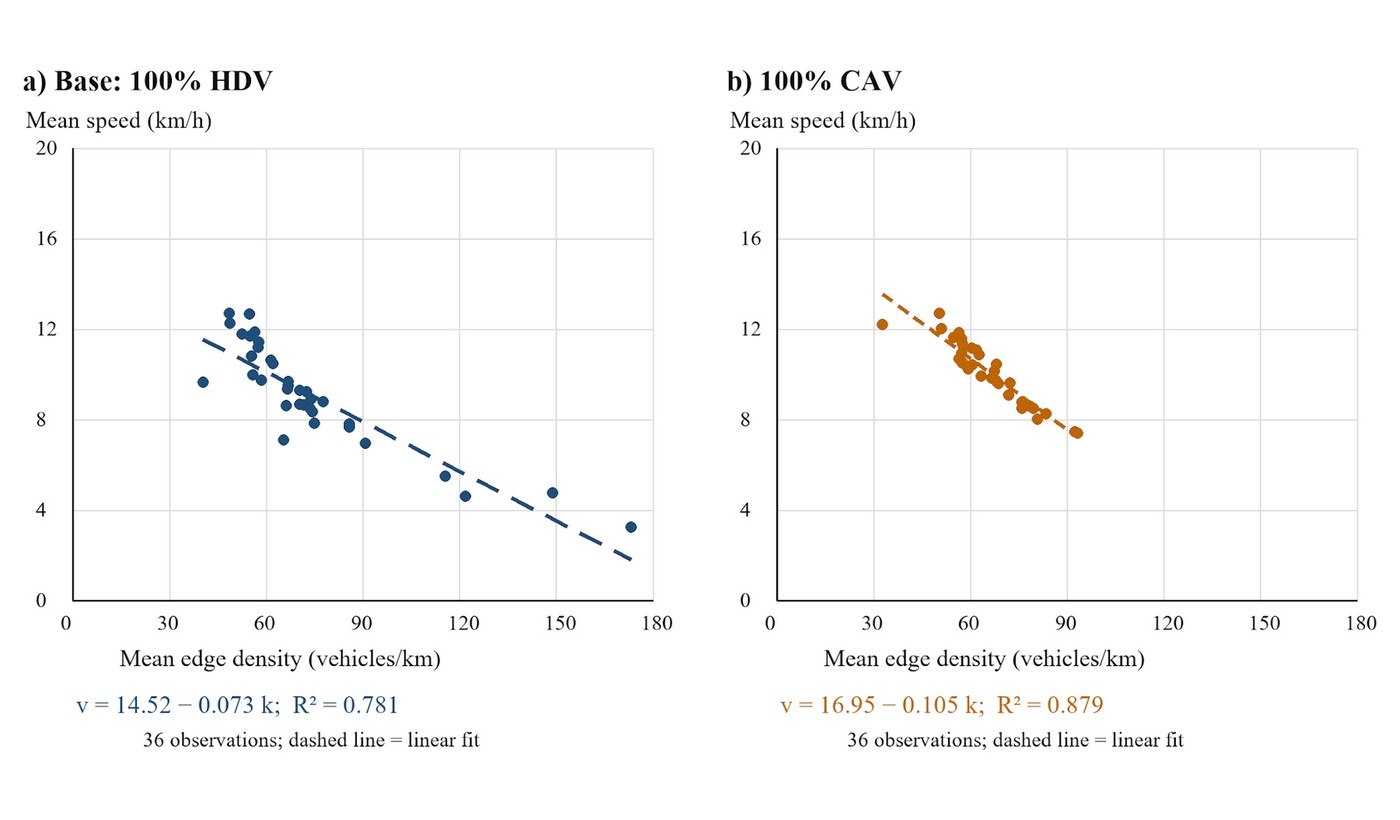 a) Base: 100% HDV
Mean speed (km/h)
20
16
12
8
4
0
0 30 60 90 120 150 180
Mean edge density (vehicles/km)
v = 14.52 − 0.073 k; R² = 0.781
36 observations; dashed line = linear fit
b) 100% CAV
Mean speed (km/h)
20
16
12
8
4
0
0 30 60 90 120 150 180
Mean edge density (vehicles/km)
v = 16.95 − 0.105 k; R² = 0.879
36 observations; dashed line = linear fit